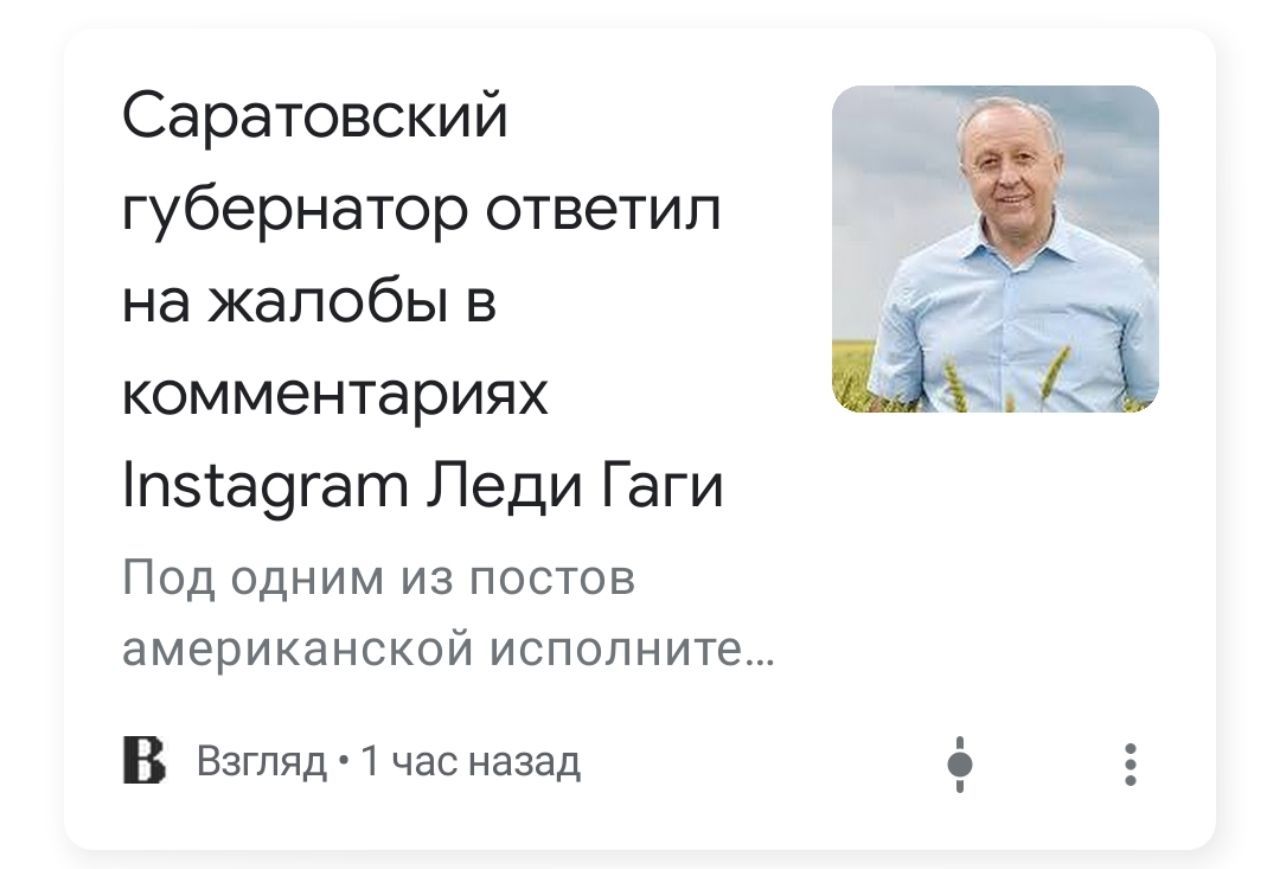 Саратовский
губернатор ответил
на жалобы в
комментариях
Instagram Леди Гаги
Под одним из постов
американской исполните...
В Взгляд • 1 час назад